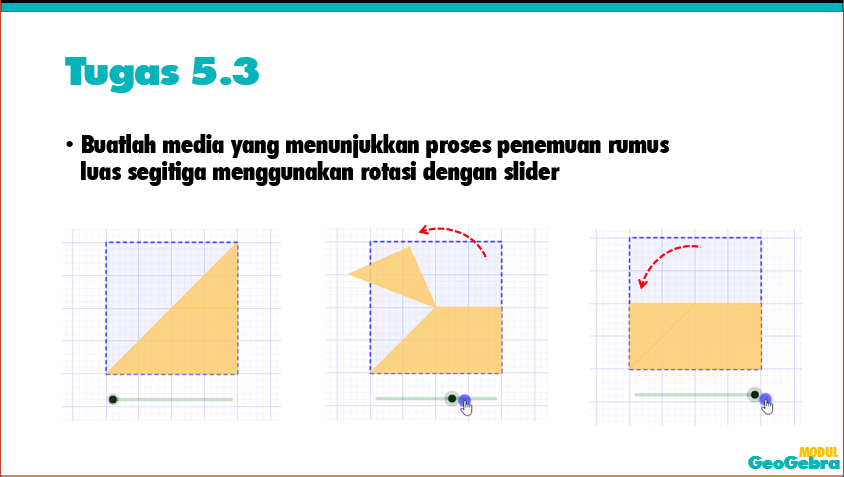 Tugas 5.3
• Buatlah media yang menunjukkan proses penemuan rumus
luas segitiga menggunakan rotasi dengan slider
MODUL
GeoGebra